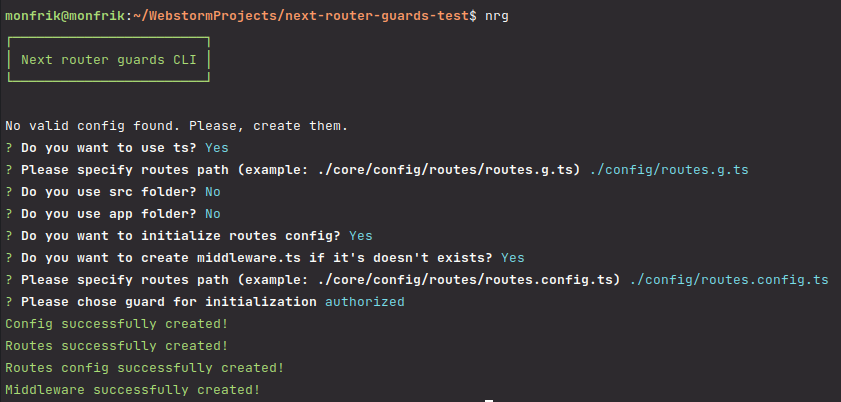 monfrik@monfrik:~/WebstormProjects/next-router-guards-test$ nrg
Next router guards CLI
No valid config found. Please, create them.
? Do you want to use ts? Yes
? Please specify routes path (example: ./core/config/routes/routes.g.ts) ./config/routes.g.ts
? Do you use src folder? No
? Do you use app folder? No
? Do you want to initialize routes config? Yes
? Do you want to create middleware.ts if it's doesn't exists? Yes
? Please specify routes path (example: ./core/config/routes/routes.config.ts) ./config/routes.config.ts
? Please chose guard for initialization authorized
Config successfully created!
Routes successfully created!
Routes config successfully created!
Middleware successfully created!